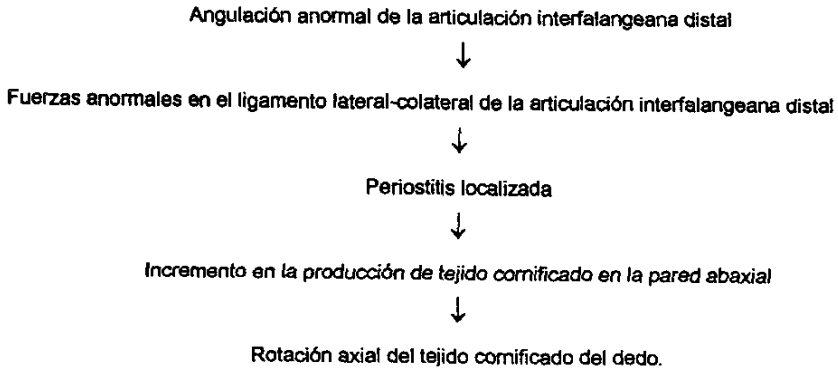 Angulación anormal de la articulación interfalangeana distal
↓
Fuerzas anormales en el ligamento lateral-colateral de la articulación interfalangeana distal
↓
Periostitis localizada
↓
Incremento en la producción de tejido cornificado en la pared abaxial
↓
Rotación axial del tejido cornificado del dedo.